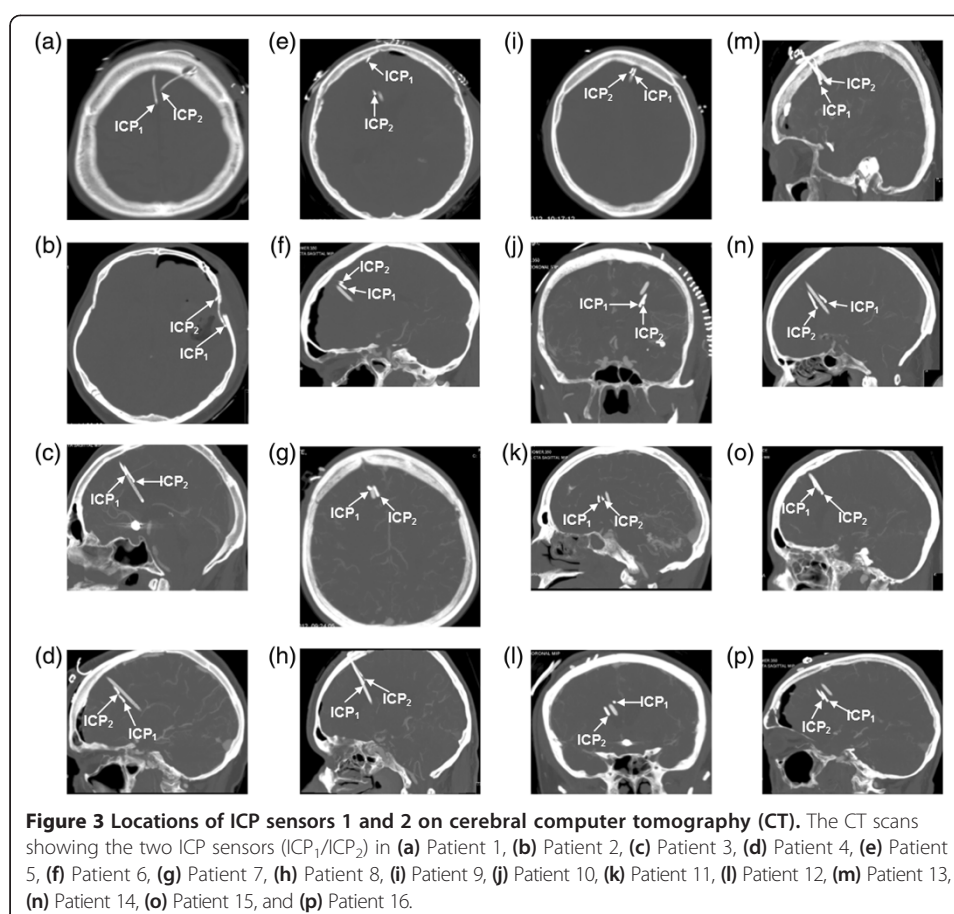 (a) (e) (i) (m)
ICP1
ICP1 ICP2
ICP2
ICP2 ICP1
ICP2
ICP1
(b) (f) (j) (n)
ICP2
ICP1
ICP2
ICP1
ICP1
ICP2
ICP1
ICP2
(c) (g) (k) (o)
ICP1 ICP2
ICP1 ICP2
ICP1 ICP2
ICP1 ICP2
(d) (h) (l) (p)
ICP2 ICP1
ICP1 ICP2
ICP1
ICP2
ICP1
ICP2
Figure 3 Locations of ICP sensors 1 and 2 on cerebral computer tomography (CT). The CT scans
showing the two ICP sensors (ICP1/ICP2) in (a) Patient 1, (b) Patient 2, (c) Patient 3, (d) Patient 4, (e) Patient
5, (f) Patient 6, (g) Patient 7, (h) Patient 8, (i) Patient 9, (j) Patient 10, (k) Patient 11, (l) Patient 12, (m) Patient 13,
(n) Patient 14, (o) Patient 15, and (p) Patient 16.